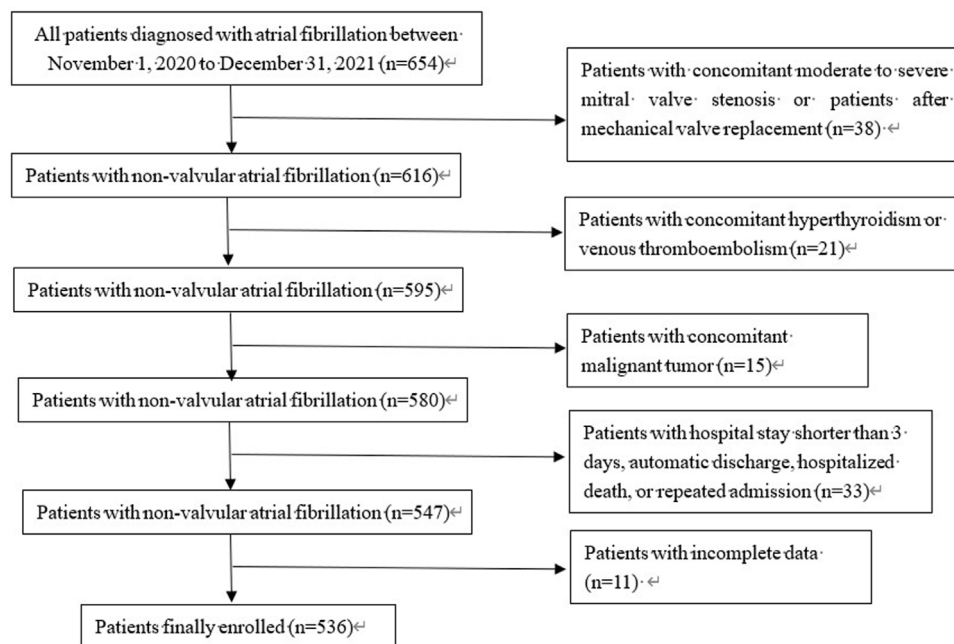 All patients diagnosed with atrial fibrillation between
November 1, 2020 to December 31, 2021 (n=654)↵
Patients with concomitant moderate to severe
mitral valve stenosis or patients after
mechanical valve replacement (n=38) ↵
Patients with non-valvular atrial fibrillation (n=616)↵
Patients with concomitant hyperthyroidism or
venous thromboembolism (n=21)↵
Patients with non-valvular atrial fibrillation (n=595)↵
Patients with concomitant
malignant tumor (n=15)↵
Patients with non-valvular atrial fibrillation (n=580)↵
Patients with hospital stay shorter than 3
days, automatic discharge, hospitalized
death, or repeated admission (n=33)↵
Patients with non-valvular atrial fibrillation (n=547)↵
Patients with incomplete data
(n=11) ↵
Patients finally enrolled (n=536)↵